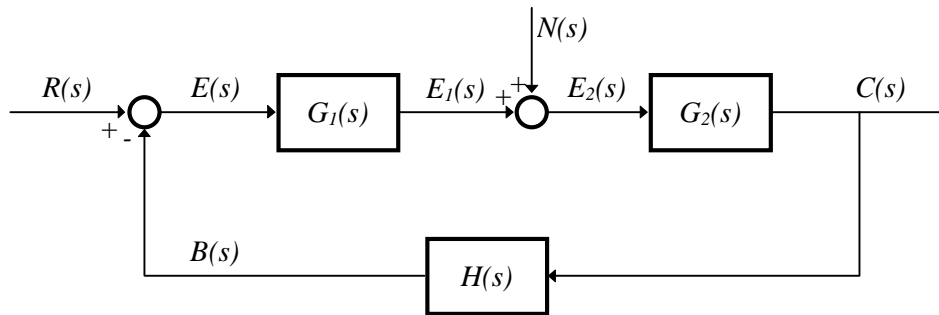 N(s)
R(s) E(s) E₁(s) E₂(s) C(s)
G₁(s) G₂(s)
+ - + +
B(s)
H(s)